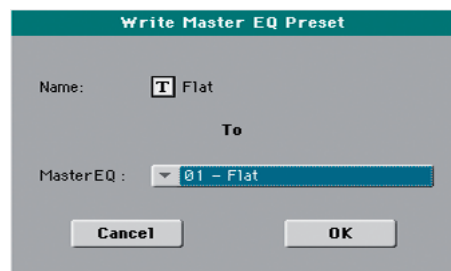 Write Master EQ Preset
Name: T Flat
To
MasterEQ : 01 - Flat
Cancel OK